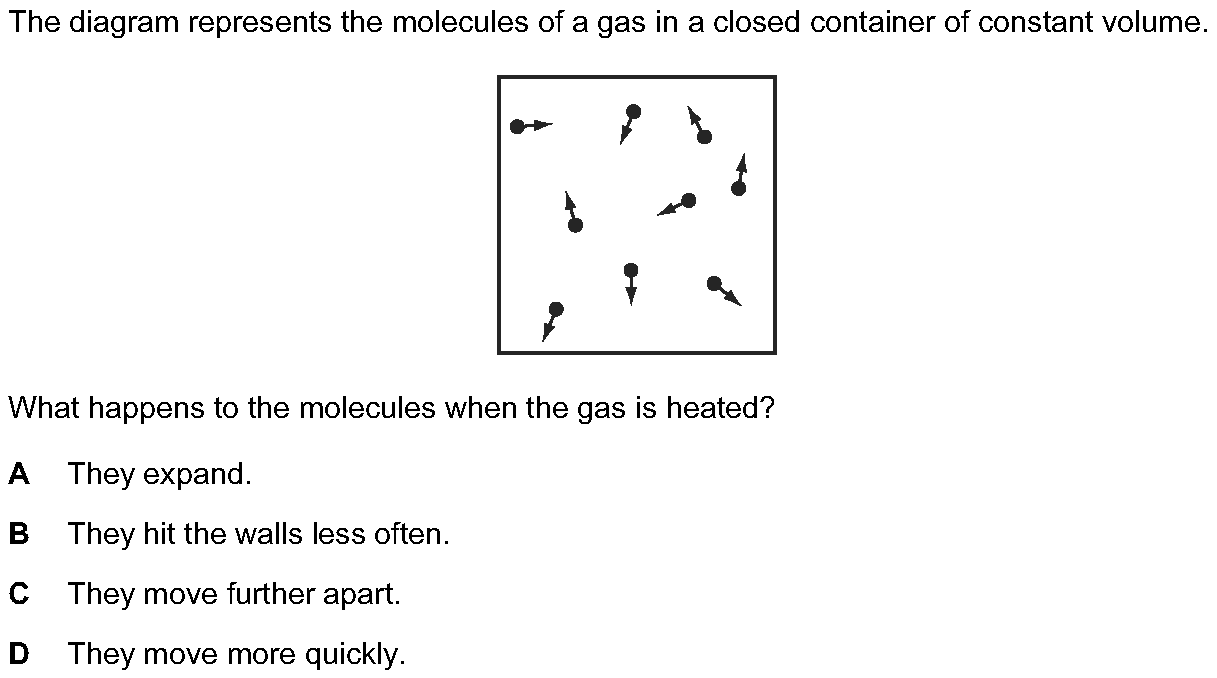 The diagram represents the molecules of a gas in a closed container of constant volume.
What happens to the molecules when the gas is heated?
A They expand.
B They hit the walls less often.
C They move further apart.
D They move more quickly.